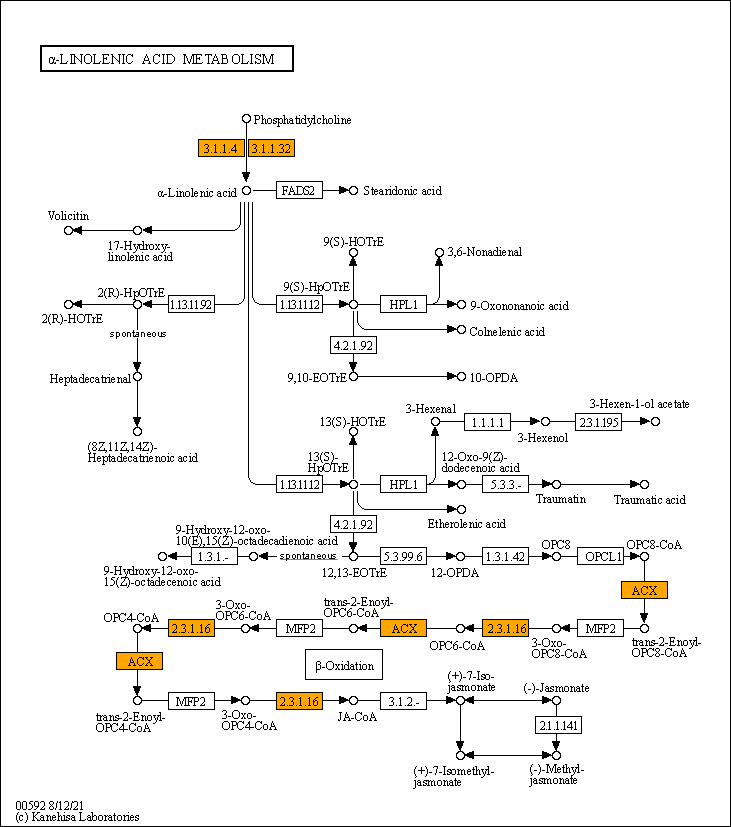 α-LINOLENIC ACID METABOLISM
Phosphatidylcholine
3.1.1.4
3.1.1.32
α-Linolenic acid
FADS2
Stearidonic acid
Volicitin
17-Hydroxy-
linolenic acid
9(S)-HOTrE
3,6-Nonadienal
2(R)-HpOTrE
1.13.11.92
9(S)-HpOTrE
1.13.11.12
HPL1
9-Oxononanoic acid
2(R)-HOTrE
spontaneous
Colnelenic acid
4.2.1.92
Heptadecatrienal
9,10-EOTrE
10-OPDA
(8Z,11Z,14Z)-
Heptadecatrienoic acid
13(S)-HOTrE
3-Hexenal
1.1.1.1
3-Hexenol
2.3.1.195
3-Hexen-1-ol acetate
13(S)-
HpOTrE
1.13.11.12
HPL1
12-Oxo-9(Z)-
dodecenoic acid
5.3.3.-
Traumatin
Traumatic acid
4.2.1.92
Etherolenic acid
9-Hydroxy-12-oxo-
10(E),15(Z)-octadecadienoic acid
1.3.1.-
spontaneous
5.3.99.6
1.3.1.42
OPC8
OPCL1
OPC8-CoA
9-Hydroxy-12-oxo-
15(Z)-octadecenoic acid
12,13-EOTrE
12-OPDA
ACX
OPC4-CoA
2.3.1.16
3-Oxo-
OPC6-CoA
MFP2
trans-2-Enoyl-
OPC6-CoA
ACX
OPC6-CoA
2.3.1.16
3-Oxo-
OPC8-CoA
MFP2
trans-2-Enoyl-
OPC8-CoA
ACX
β-Oxidation
trans-2-Enoyl-
OPC4-CoA
MFP2
3-Oxo-
OPC4-CoA
2.3.1.16
JA-CoA
3.1.2.-
(+)-7-Iso-
jasmonate
(-)-Jasmonate
2.1.1.141
(+)-7-Isomethyl-
jasmonate
(-)-Methyl-
jasmonate
00592 8/12/21
(c) Kanehisa Laboratories